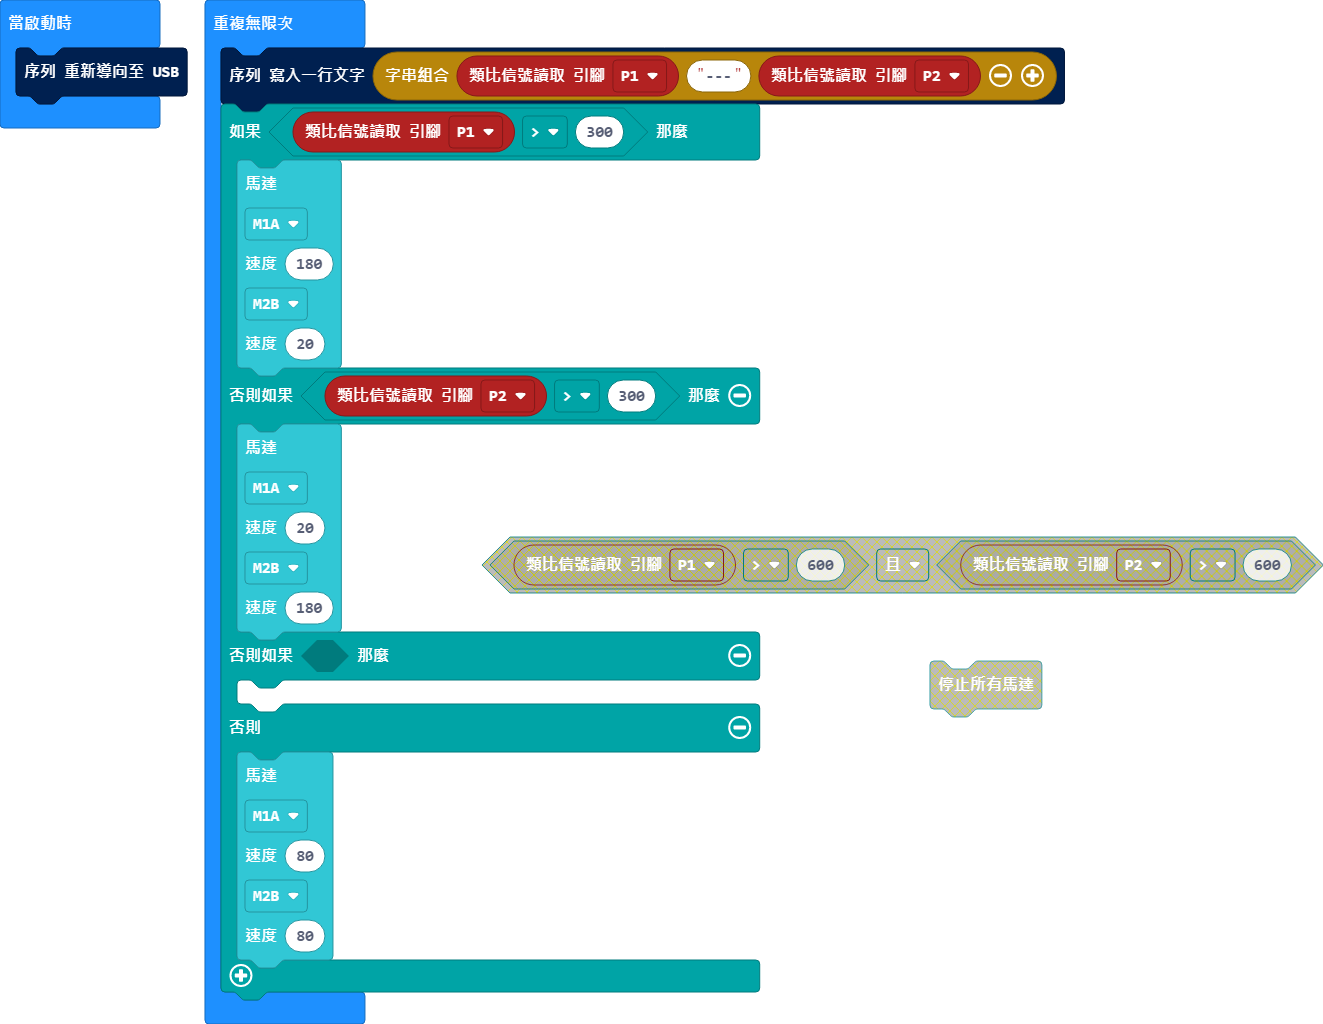 當啟動時
序列 重新導向至 USB
重複無限次
序列 寫入一行文字 字串組合 類比信號讀取 引腳 P1 "---" 類比信號讀取 引腳 P2
如果 類比信號讀取 引腳 P1 > 300 那麼
馬達
M1A
速度 180
M2B
速度 20
否則如果 類比信號讀取 引腳 P2 > 300 那麼
馬達
M1A
速度 20
M2B
速度 180
類比信號讀取 引腳 P1 > 600 且 類比信號讀取 引腳 P2 > 600
否則如果 那麼
停止所有馬達
否則
馬達
M1A
速度 80
M2B
速度 80